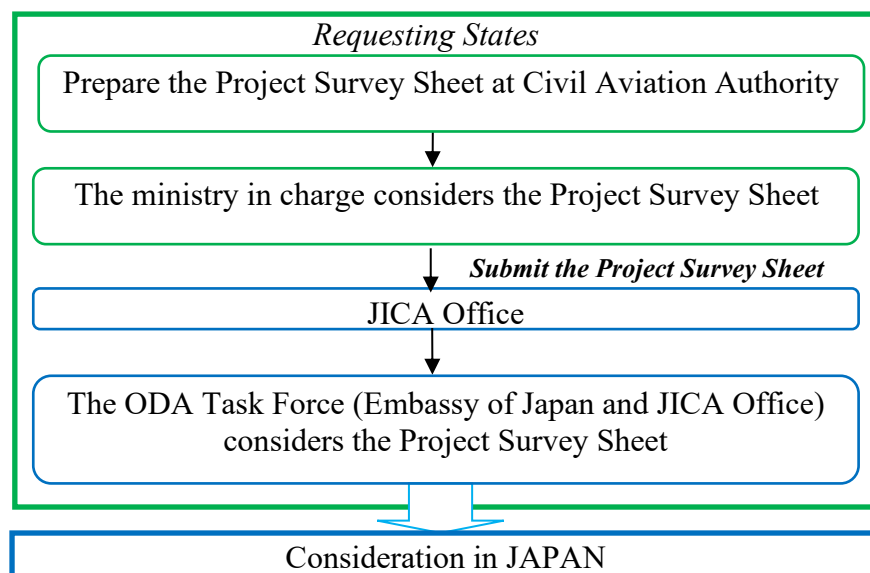 Requesting States
Prepare the Project Survey Sheet at Civil Aviation Authority
The ministry in charge considers the Project Survey Sheet
Submit the Project Survey Sheet
JICA Office
The ODA Task Force (Embassy of Japan and JICA Office)
considers the Project Survey Sheet
Consideration in JAPAN